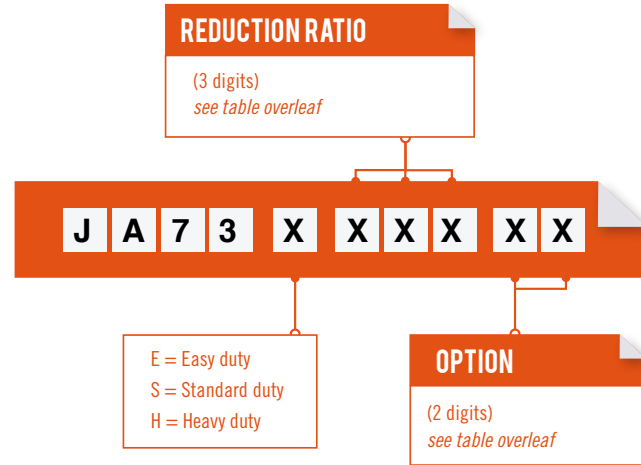 REDUCTION RATIO
(3 digits)
see table overleaf
J A 7 3 X X X X X X
E = Easy duty
S = Standard duty
H = Heavy duty
OPTION
(2 digits)
see table overleaf